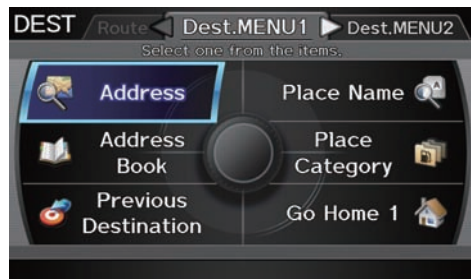 DEST Route Dest.MENU1 Dest.MENU2
Select one from the items.
Address
Place Name
Address
Book
Place
Category
Previous
Destination
Go Home 1